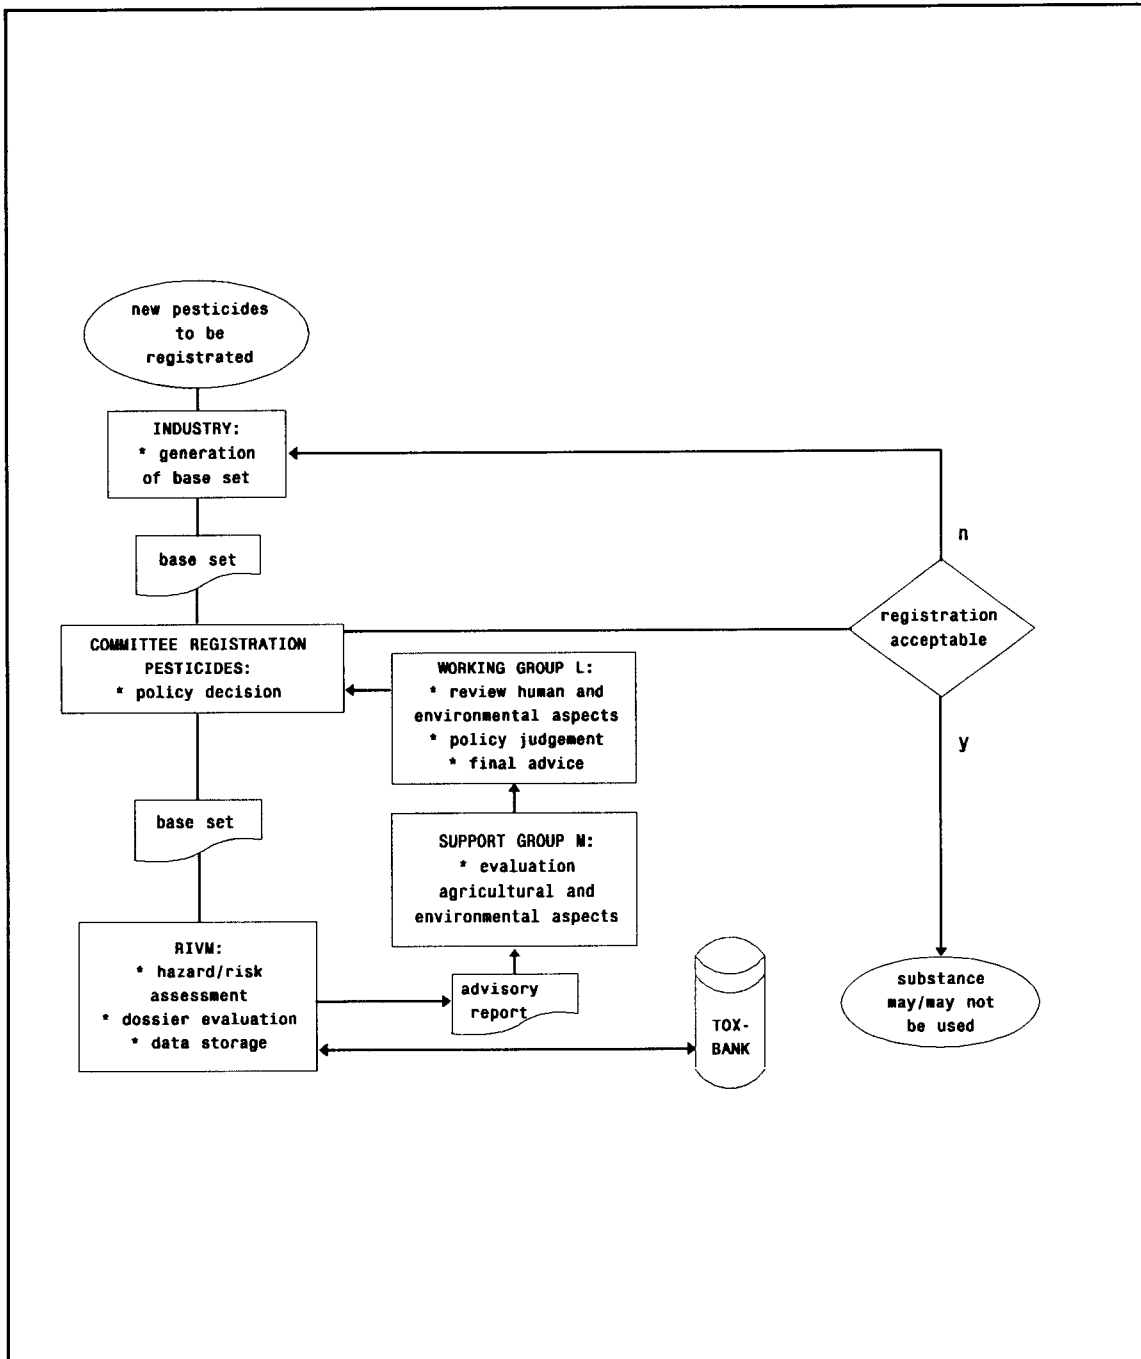 new pesticides
to be
registrated
INDUSTRY:
* generation
of base set
base set
COMMITTEE REGISTRATION
PESTICIDES:
* policy decision
base set
RIVM:
* hazard/risk
assessment
* dossier evaluation
* data storage
advisory
report
SUPPORT GROUP M:
* evaluation
agricultural and
environmental aspects
WORKING GROUP L:
* review human and
environmental aspects
* policy judgement
* final advice
TOX-
BANK
n
registration
acceptable
y
substance
may/may not
be used